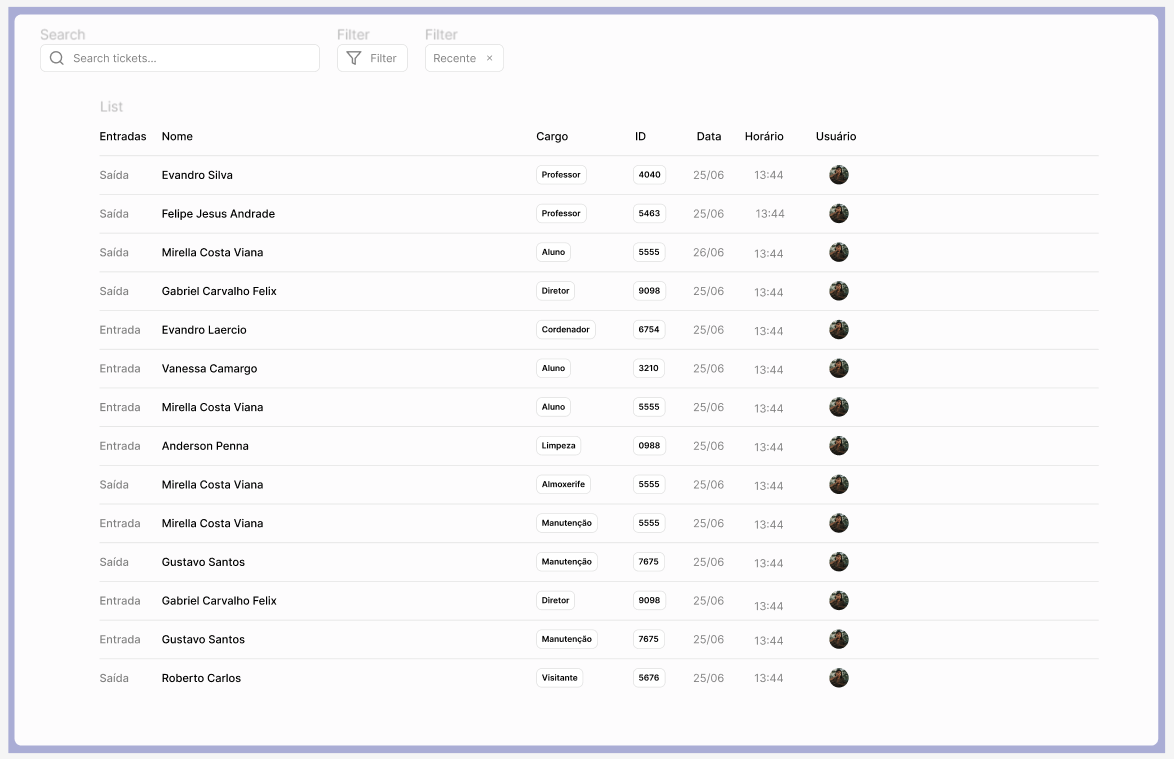 Search Filter Filter
Search tickets... Filter Recente ×
List
Entradas Nome Cargo ID Data Horário Usuário
Saída Evandro Silva Professor 4040 25/06 13:44
Saída Felipe Jesus Andrade Professor 5463 25/06 13:44
Saída Mirella Costa Viana Aluno 5555 26/06 13:44
Saída Gabriel Carvalho Felix Diretor 9098 25/06 13:44
Entrada Evandro Laercio Cordenador 6754 25/06 13:44
Entrada Vanessa Camargo Aluno 3210 25/06 13:44
Entrada Mirella Costa Viana Aluno 5555 25/06 13:44
Entrada Anderson Penna Limpeza 0988 25/06 13:44
Saída Mirella Costa Viana Almoxerife 5555 25/06 13:44
Entrada Mirella Costa Viana Manutenção 5555 25/06 13:44
Saída Gustavo Santos Manutenção 7675 25/06 13:44
Entrada Gabriel Carvalho Felix Diretor 9098 25/06 13:44
Entrada Gustavo Santos Manutenção 7675 25/06 13:44
Saída Roberto Carlos Visitante 5676 25/06 13:44